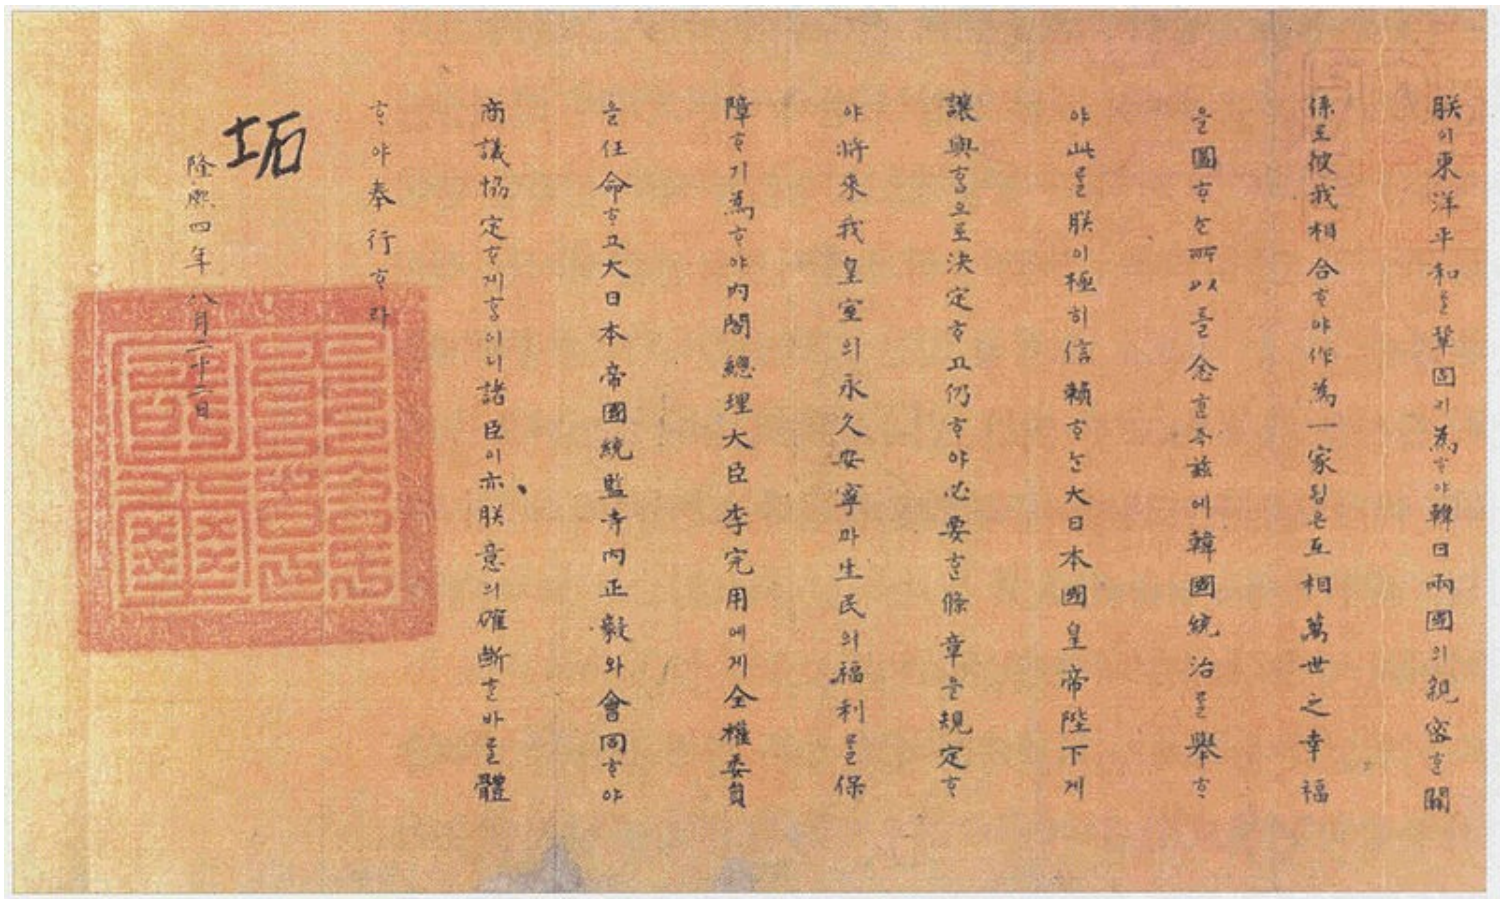 朕이東洋平和를鞏固기為ᄒᆞ야韓日兩國의親密ᄒᆞᆫ關
係로彼我相合ᄒᆞ야作為一家됨은互相萬世之幸福
을圖ᄒᆞᄂᆞᆫ所以를念ᄒᆞᆫ즉玆에韓國統治를擧ᄒᆞ
야此를朕이極히信賴ᄒᆞᄂᆞᆫ大日本國皇帝陛下게
讓與ᄒᆞᆷ으로決定ᄒᆞ고仍ᄒᆞ야必要ᄒᆞᆫ條章을規定ᄒᆞ
야將來我皇室의永久安寧과生民의福利를保
障ᄒᆞ기為ᄒᆞ야內閣總理大臣李完用에게全權委員
을任命ᄒᆞ고大日本帝國統監寺內正毅와會同ᄒᆞ야
商議協定ᄒᆞ게ᄒᆞᆷ이니諸臣이亦朕意의確斷ᄒᆞᆫ바를體
ᄒᆞ야奉行ᄒᆞ라
坧
隆熙四年八月二十二日